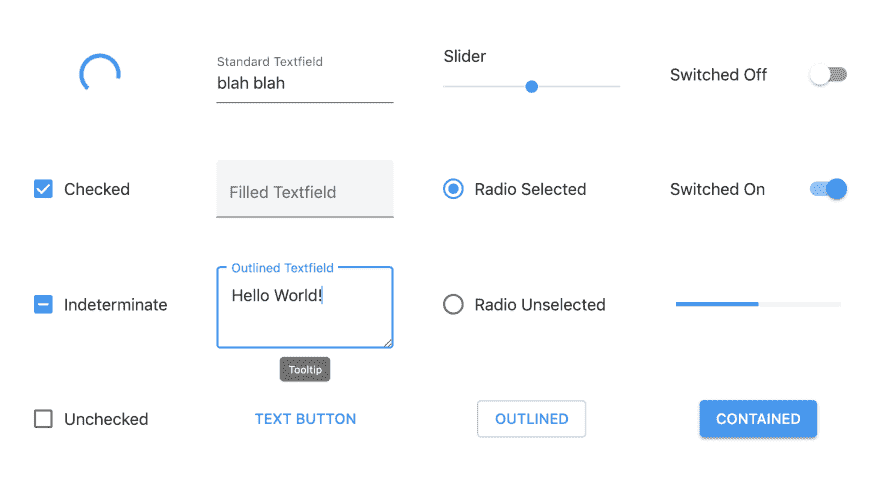 Standard Textfield
blah blah
Slider
Switched Off
Checked
Filled Textfield
Radio Selected
Switched On
Indeterminate
Outlined Textfield
Hello World!
Radio Unselected
Tooltip
Unchecked
TEXT BUTTON
OUTLINED
CONTAINED